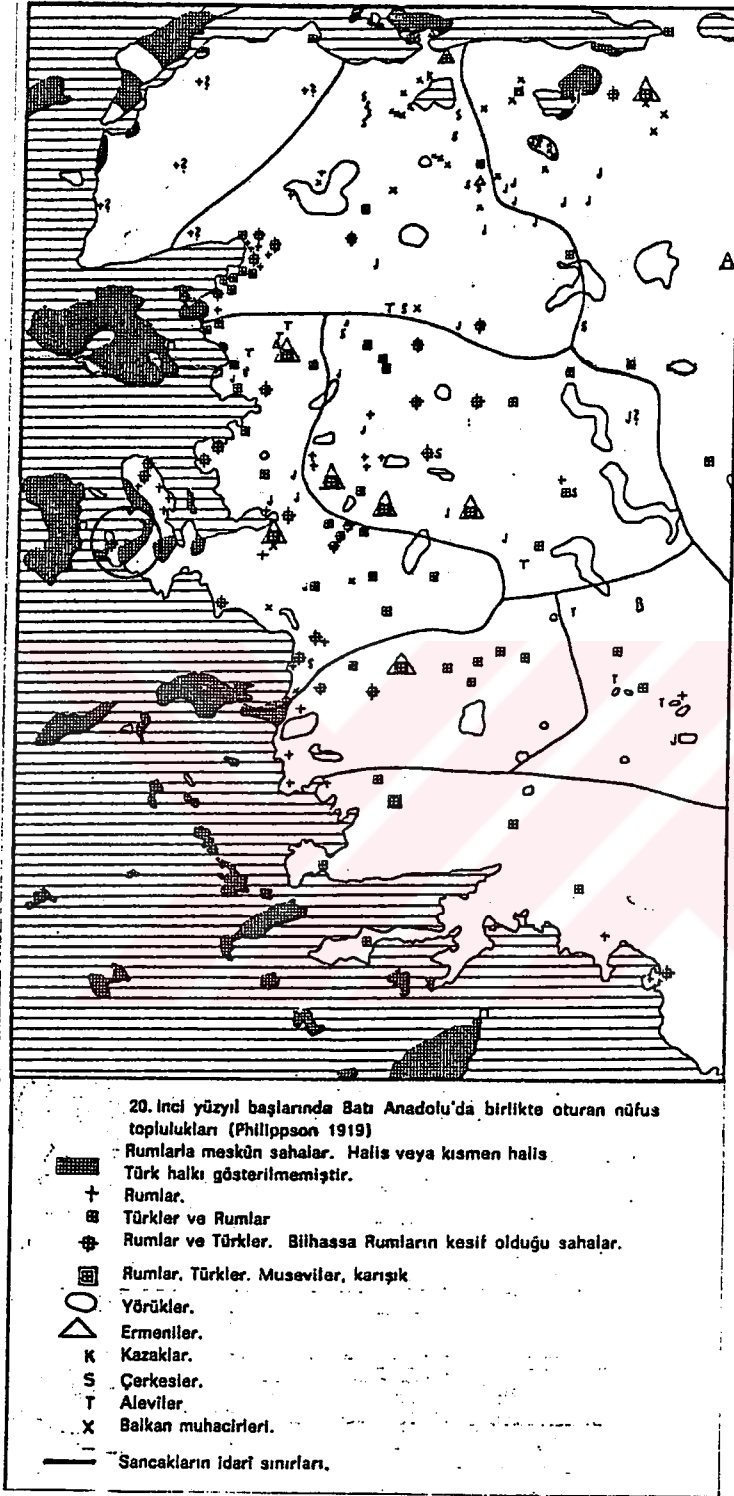 20. inci yüzyıl başlarında Batı Anadolu'da birlikte oturan nüfus
toplulukları (Philippson 1919)
Rumlarla meskûn sahalar. Halis veya kısmen halis
Türk halkı gösterilmemiştir.
+ Rumlar.
Türkler ve Rumlar
Rumlar ve Türkler. Bilhassa Rumların kesif olduğu sahalar.
Rumlar. Türkler. Museviler, karışık
Yörükler.
Ermeniler.
K Kazaklar.
S Çerkesler.
T Aleviler
X Balkan muhacirleri.
Sancakların idarî sınırları.